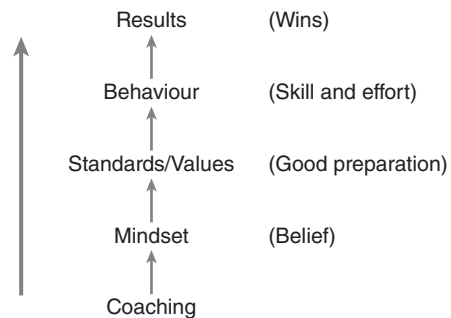 Results (Wins)
Behaviour (Skill and effort)
Standards/Values (Good preparation)
Mindset (Belief)
Coaching